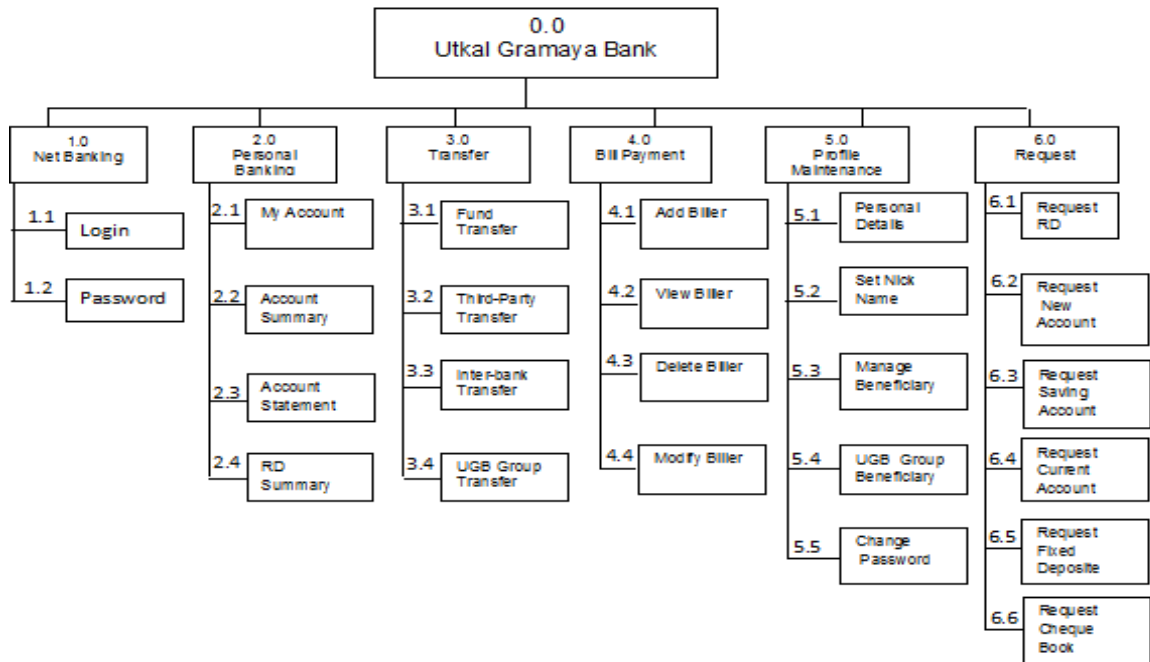 0.0
Utkal Gramaya Bank
1.0
Net Banking
1.1
Login
1.2
Password
2.0
Personal
Banking
2.1
My Account
2.2
Account
Summary
2.3
Account
Statement
2.4
RD
Summary
3.0
Transfer
3.1
Fund
Transfer
3.2
Third-Party
Transfer
3.3
Inter-bank
Transfer
3.4
UGB Group
Transfer
4.0
Bill Payment
4.1
Add Biller
4.2
View Biller
4.3
Delete Biller
4.4
Modify Biller
5.0
Profile
Maintenance
5.1
Personal
Details
5.2
Set Nick
Name
5.3
Manage
Beneficiary
5.4
UGB Group
Beneficiary
5.5
Change
Password
6.0
Request
6.1
Request
RD
6.2
Request
New
Account
6.3
Request
Saving
Account
6.4
Request
Current
Account
6.5
Request
Fixed
Deposite
6.6
Request
Cheque
Book